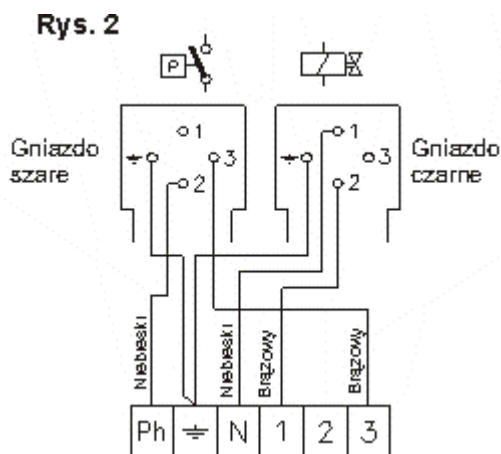 Rys. 2
P
1
3
2
1
3
2
Gniazdo
szare
Gniazdo
czarne
Niebieski
Niebieski
Brązowy
Brązowy
Ph N 1 2 3